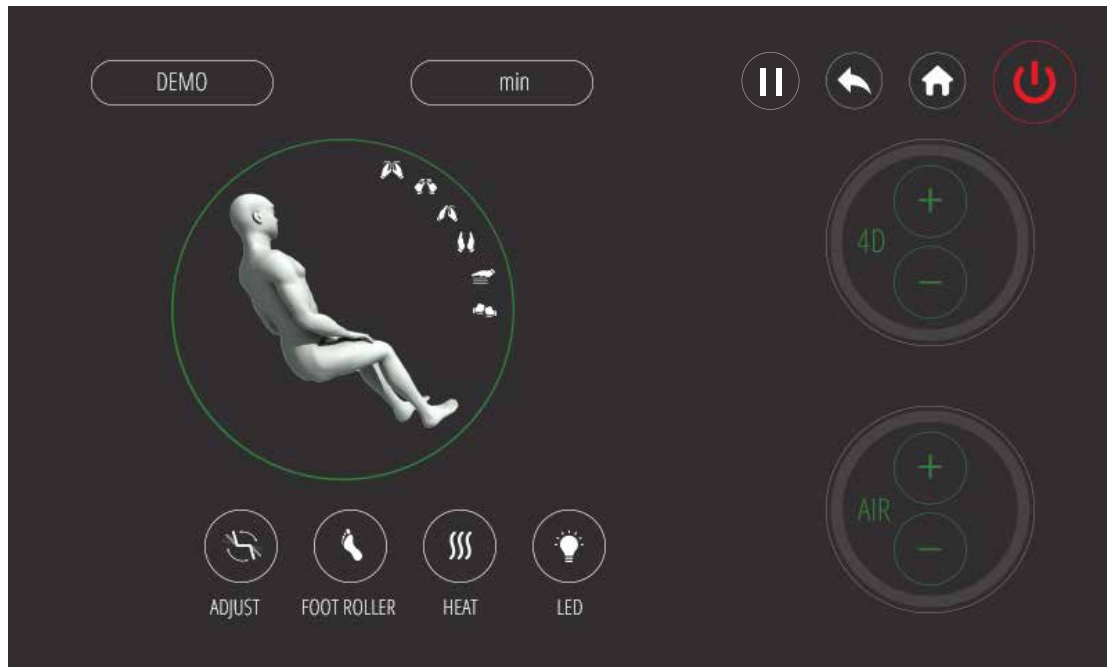 DEMO
min
4D
AIR
ADJUST
FOOT ROLLER
HEAT
LED